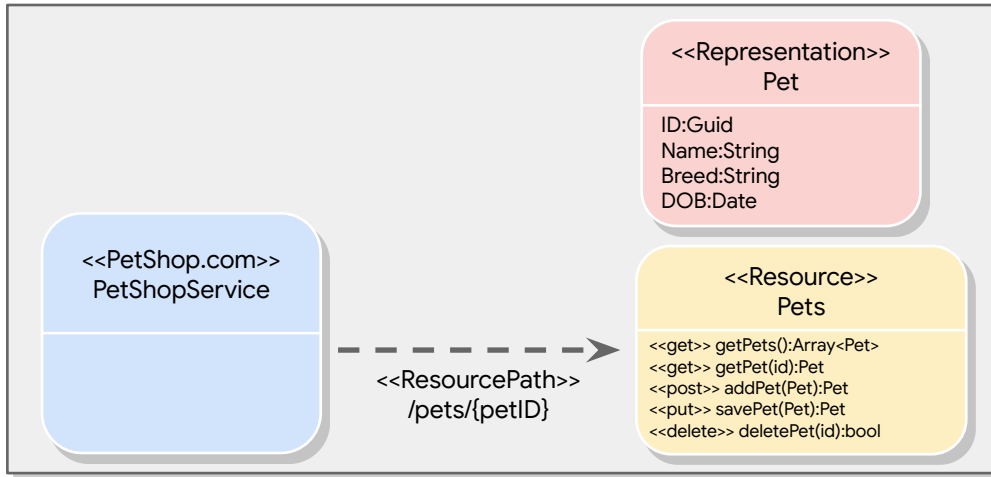 <<Representation>>
Pet
ID:Guid
Name:String
Breed:String
DOB:Date
<<PetShop.com>>
PetShopService
<<ResourcePath>>
/pets/{petID}
<<Resource>>
Pets
<<get>> getPets():Array<Pet>
<<get>> getPet(id):Pet
<<post>> addPet(Pet):Pet
<<put>> savePet(Pet):Pet
<<delete>> deletePet(id):bool